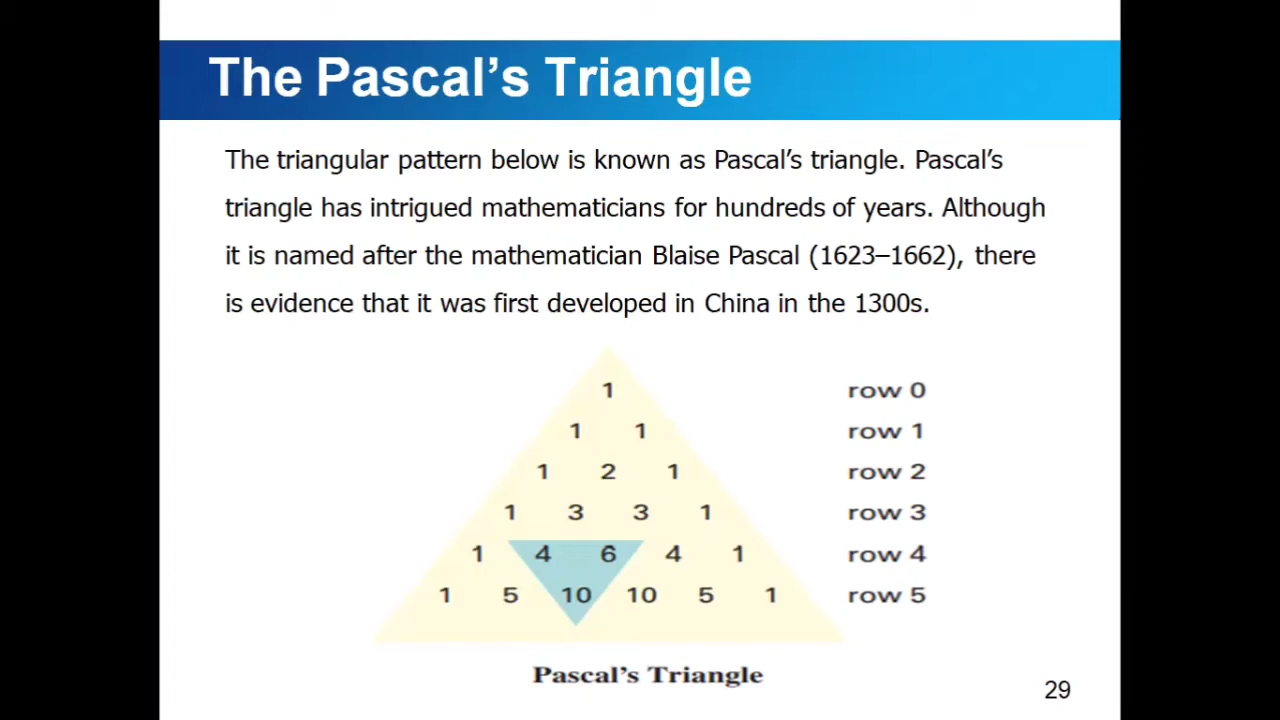 The Pascal’s Triangle
The triangular pattern below is known as Pascal’s triangle. Pascal’s
triangle has intrigued mathematicians for hundreds of years. Although
it is named after the mathematician Blaise Pascal (1623–1662), there
is evidence that it was first developed in China in the 1300s.
1 row 0
1 1 row 1
1 2 1 row 2
1 3 3 1 row 3
1 4 6 4 1 row 4
1 5 10 10 5 1 row 5
Pascal’s Triangle
29